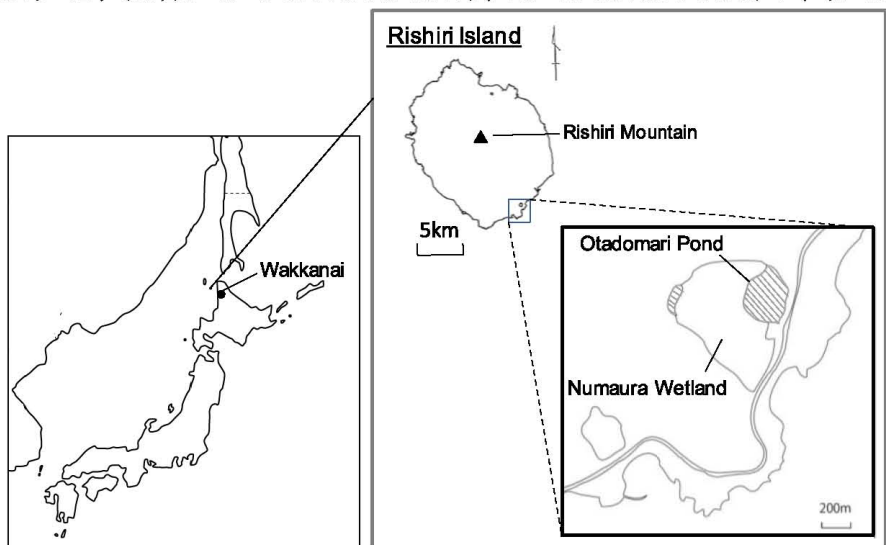 Rishiri Island
Rishiri Mountain
5km
Wakkanai
Otadomari Pond
Numaura Wetland
200m